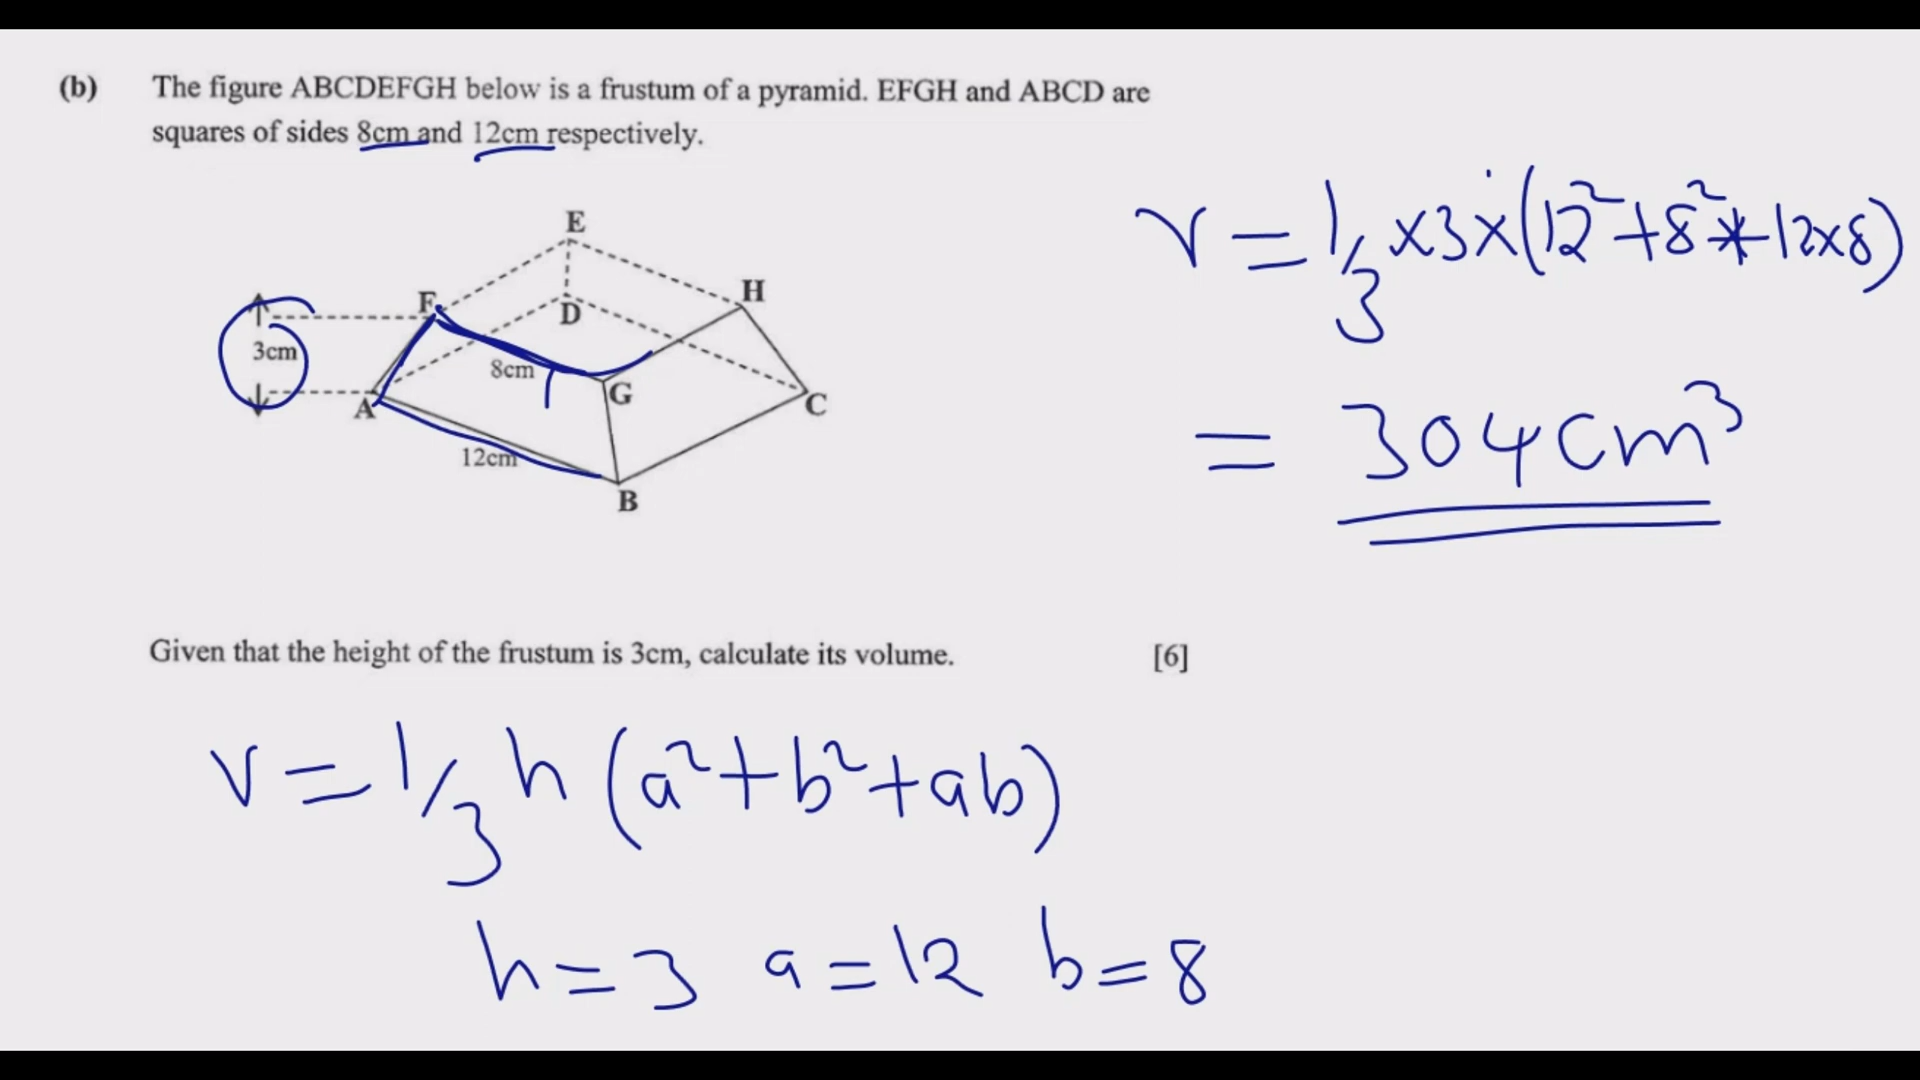 (b) The figure ABCDEFGH below is a frustum of a pyramid. EFGH and ABCD are
squares of sides 8cm and 12cm respectively.
E
H
F
D
3cm
8cm
G
A
C
12cm
B
v = 1/3 × 3 × (12² + 8² + 12×8)
= 304cm³
Given that the height of the frustum is 3cm, calculate its volume. [6]
v = 1/3 h (a² + b² + ab)
h = 3 a = 12 b = 8